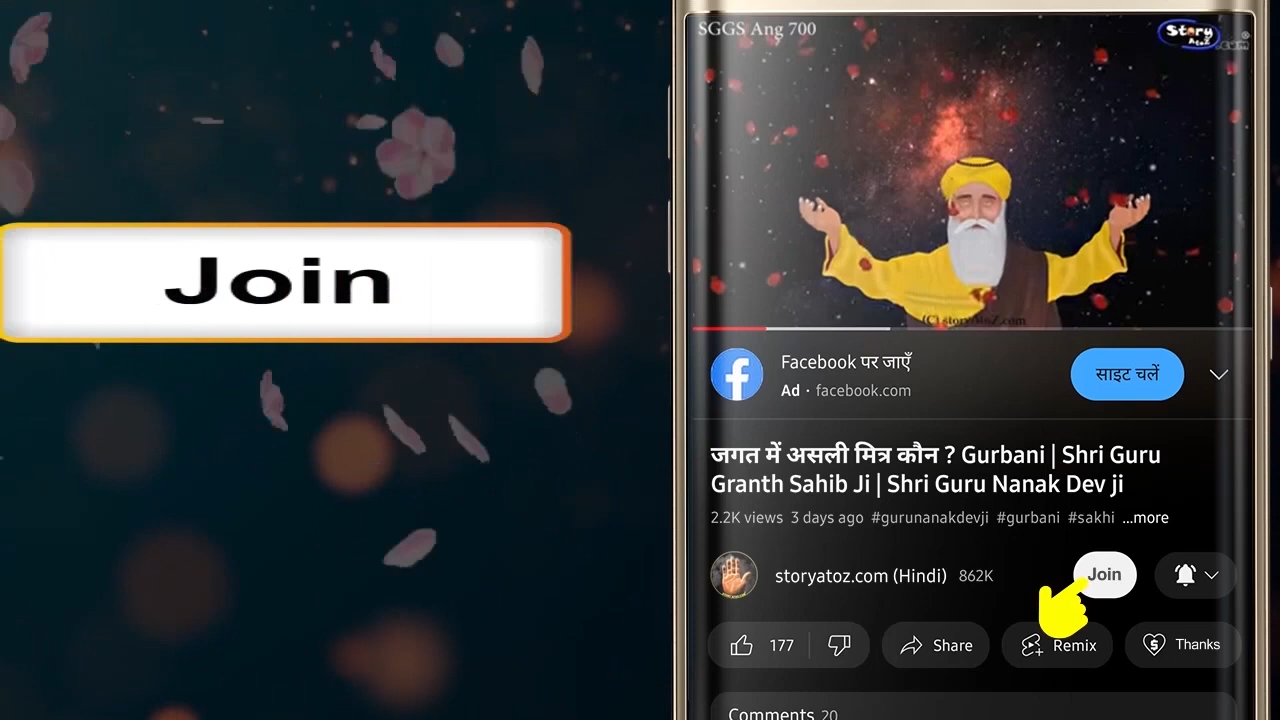 Join
SGGS Ang 700
Story
AtoZ
.com
(C) storyAtoZ.com
Facebook पर जाएँ
Ad · facebook.com
साइट चलें
जगत में असली मित्र कौन ? Gurbani | Shri Guru
Granth Sahib Ji | Shri Guru Nanak Dev ji
2.2K views 3 days ago #gurunanakdevji #gurbani #sakhi ...more
storyatoz.com (Hindi) 862K
Join
177
Share
Remix
Thanks
Comments 20